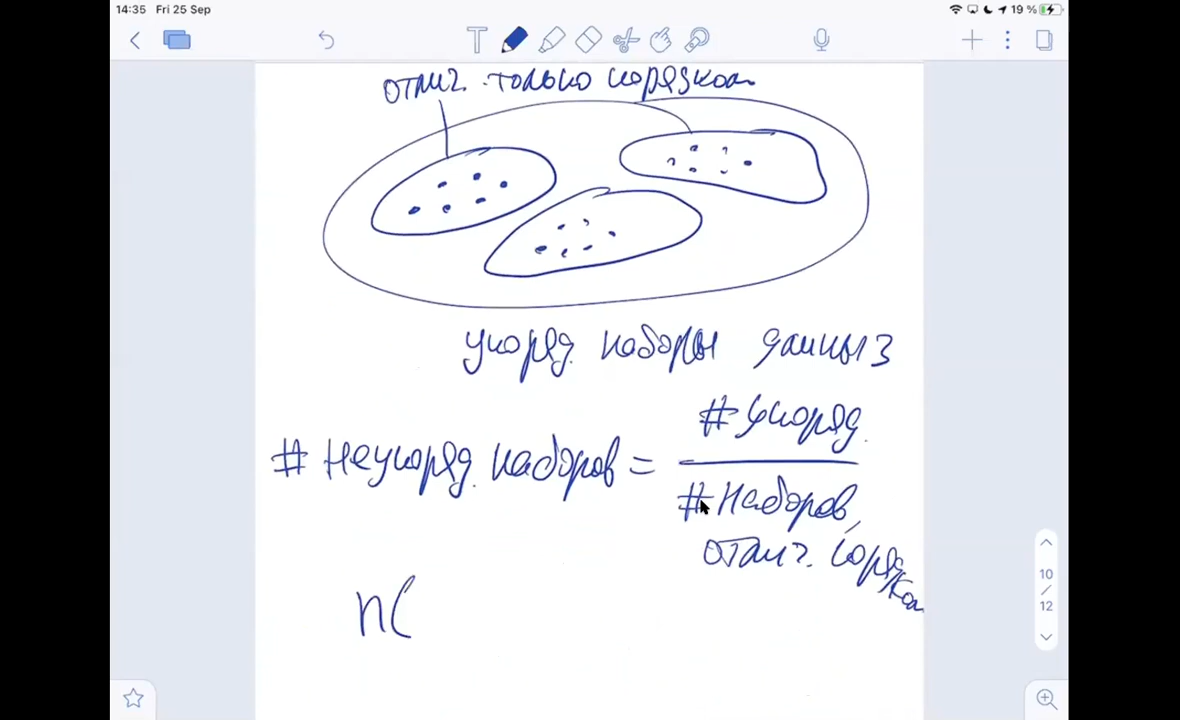 14:35 Fri 25 Sep
19 %
отлич. только порядком
упоряд. наборы длины 3
# неупоряд. наборов = # упоряд. / # наборов, отлич. порядком
n(
10
/
12